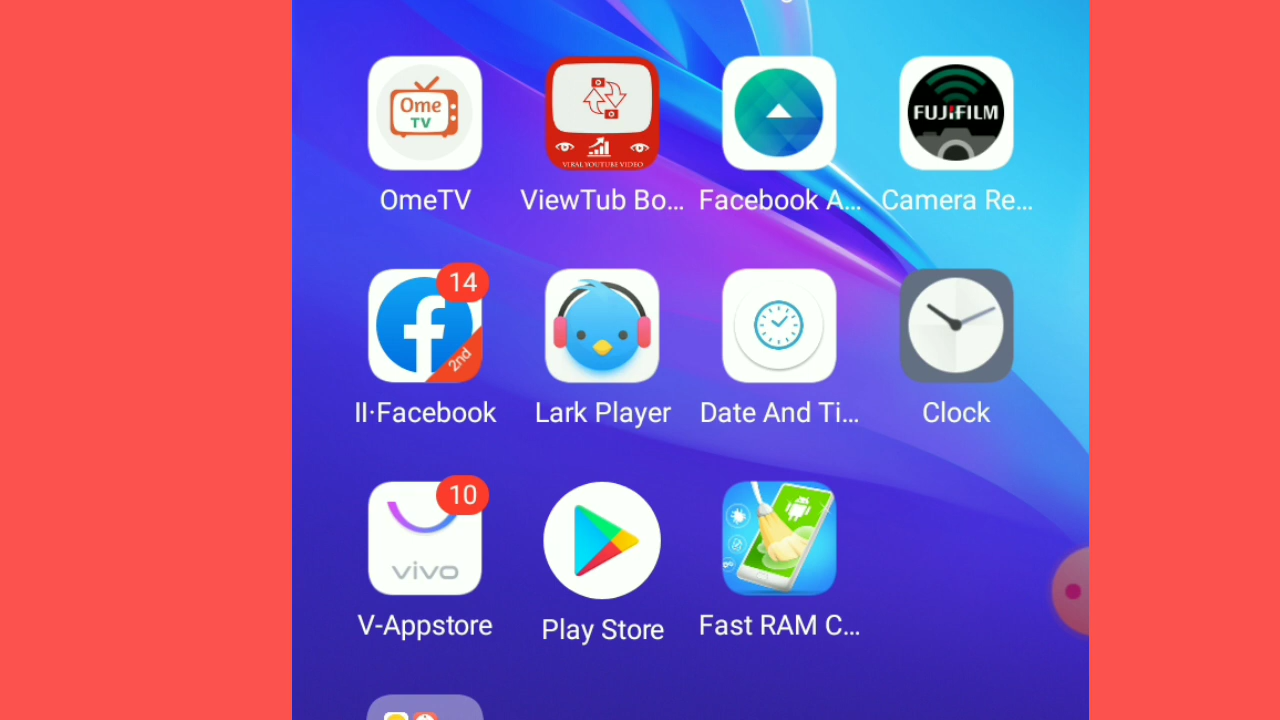 Ome
TV
VIRAL YOUTUBE VIDEO
FUJIFILM
OmeTV
ViewTub Bo...
Facebook A...
Camera Re...
14
2nd
II·Facebook
Lark Player
Date And Ti...
Clock
10
vivo
V-Appstore
Play Store
Fast RAM C...